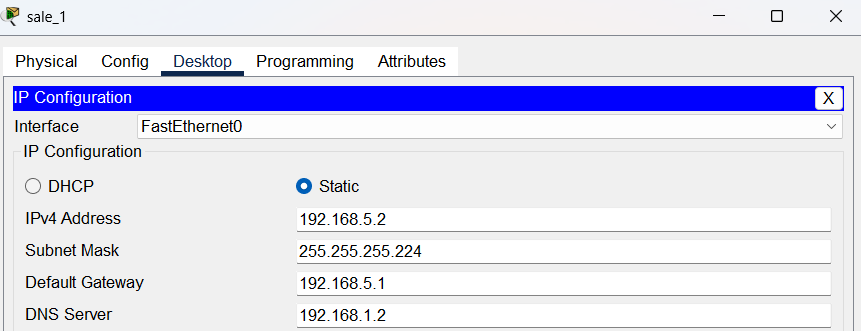 sale_1
Physical Config Desktop Programming Attributes
IP Configuration X
Interface FastEthernet0
IP Configuration
DHCP Static
IPv4 Address 192.168.5.2
Subnet Mask 255.255.255.224
Default Gateway 192.168.5.1
DNS Server 192.168.1.2